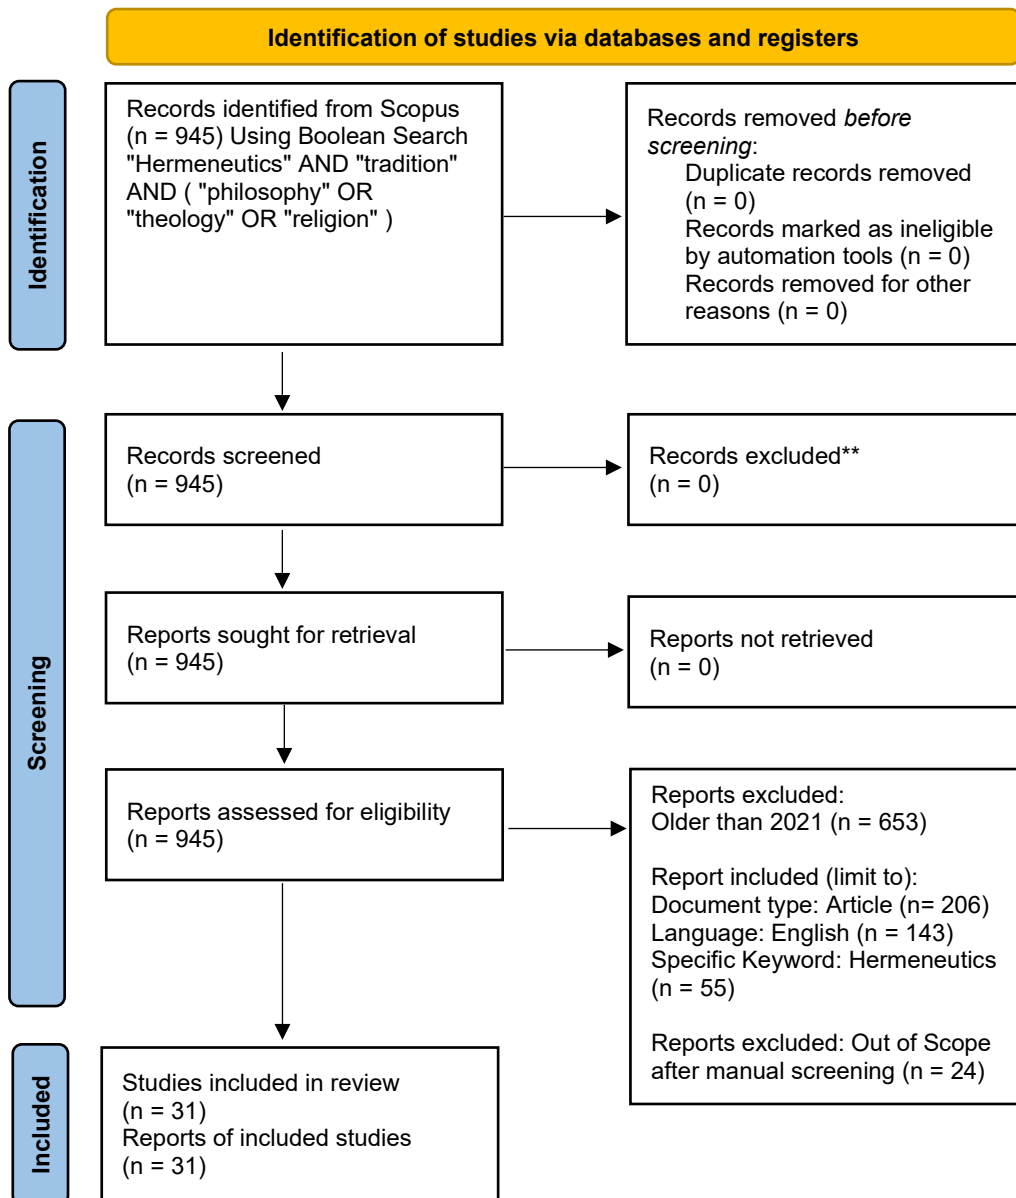 Identification of studies via databases and registers
Identification
Records identified from Scopus
(n = 945) Using Boolean Search
"Hermeneutics" AND "tradition"
AND ( "philosophy" OR
"theology" OR "religion" )
Records removed before
screening:
Duplicate records removed
(n = 0)
Records marked as ineligible
by automation tools (n = 0)
Records removed for other
reasons (n = 0)
Screening
Records screened
(n = 945)
Records excluded**
(n = 0)
Reports sought for retrieval
(n = 945)
Reports not retrieved
(n = 0)
Reports assessed for eligibility
(n = 945)
Reports excluded:
Older than 2021 (n = 653)
Report included (limit to):
Document type: Article (n= 206)
Language: English (n = 143)
Specific Keyword: Hermeneutics
(n = 55)
Reports excluded: Out of Scope
after manual screening (n = 24)
Included
Studies included in review
(n = 31)
Reports of included studies
(n = 31)